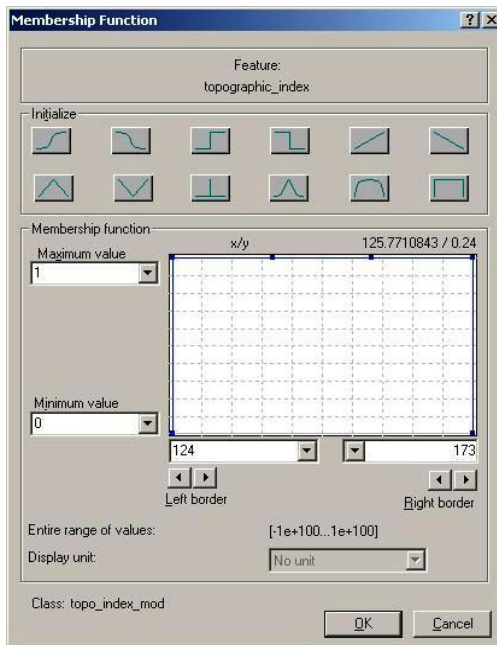 Membership Function
Feature:
topographic_index
Initialize
Membership function
x/y 125.7710843 / 0.24
Maximum value
1
Minimum value
0
124 173
Left border Right border
Entire range of values: [-1e+100...1e+100]
Display unit: No unit
Class: topo_index_mod
OK Cancel